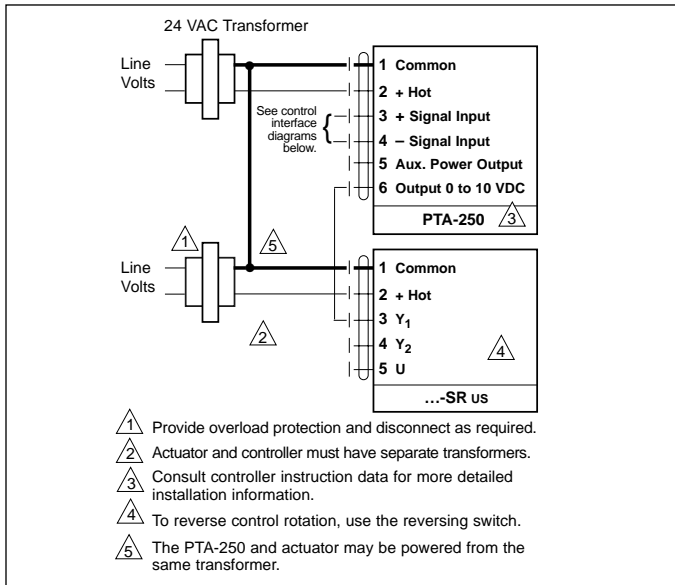 24 VAC Transformer
Line
Volts
See control
interface
diagrams
below.
{
1 Common
2 + Hot
3 + Signal Input
4 – Signal Input
5 Aux. Power Output
6 Output 0 to 10 VDC
PTA-250 3
1
5
Line
Volts
2
1 Common
2 + Hot
3 Y1
4 Y2
5 U
4
...-SR US
1 Provide overload protection and disconnect as required.
2 Actuator and controller must have separate transformers.
3 Consult controller instruction data for more detailed
installation information.
4 To reverse control rotation, use the reversing switch.
5 The PTA-250 and actuator may be powered from the
same transformer.